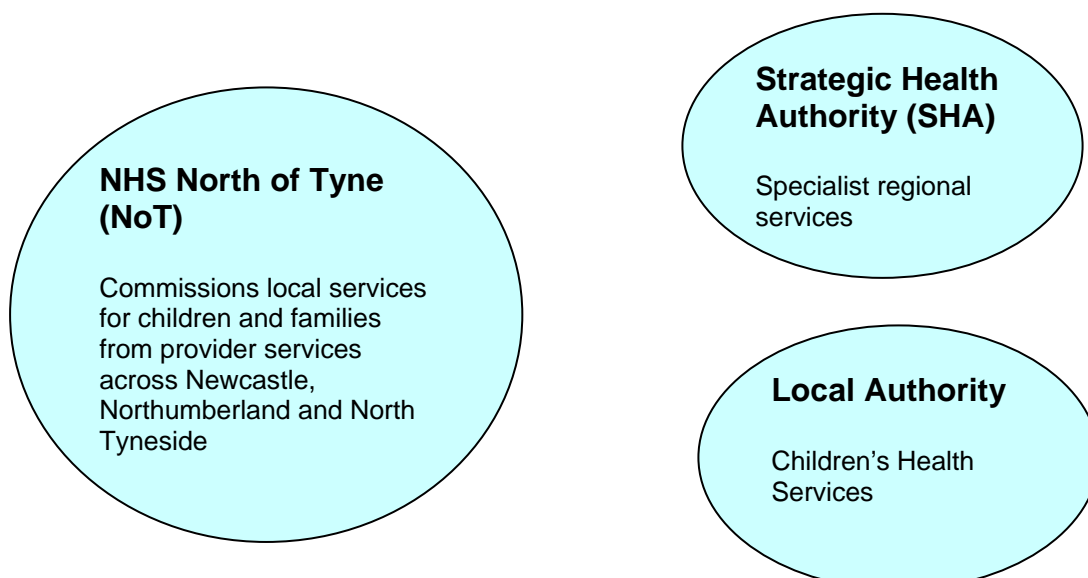 NHS North of Tyne
(NoT)
Commissions local services
for children and families
from provider services
across Newcastle,
Northumberland and North
Tyneside
Strategic Health
Authority (SHA)
Specialist regional
services
Local Authority
Children’s Health
Services